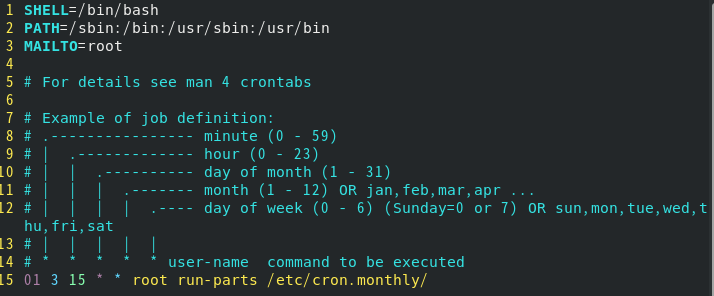 1 SHELL=/bin/bash
2 PATH=/sbin:/bin:/usr/sbin:/usr/bin
3 MAILTO=root
4
5 # For details see man 4 crontabs
6
7 # Example of job definition:
8 # .---------------- minute (0 - 59)
9 # |  .------------- hour (0 - 23)
10 # |  |  .---------- day of month (1 - 31)
11 # |  |  |  .------- month (1 - 12) OR jan,feb,mar,apr ...
12 # |  |  |  |  .---- day of week (0 - 6) (Sunday=0 or 7) OR sun,mon,tue,wed,t
hu,fri,sat
13 # |  |  |  |  |
14 # *  *  *  *  * user-name  command to be executed
15 01 3 15 * * root run-parts /etc/cron.monthly/